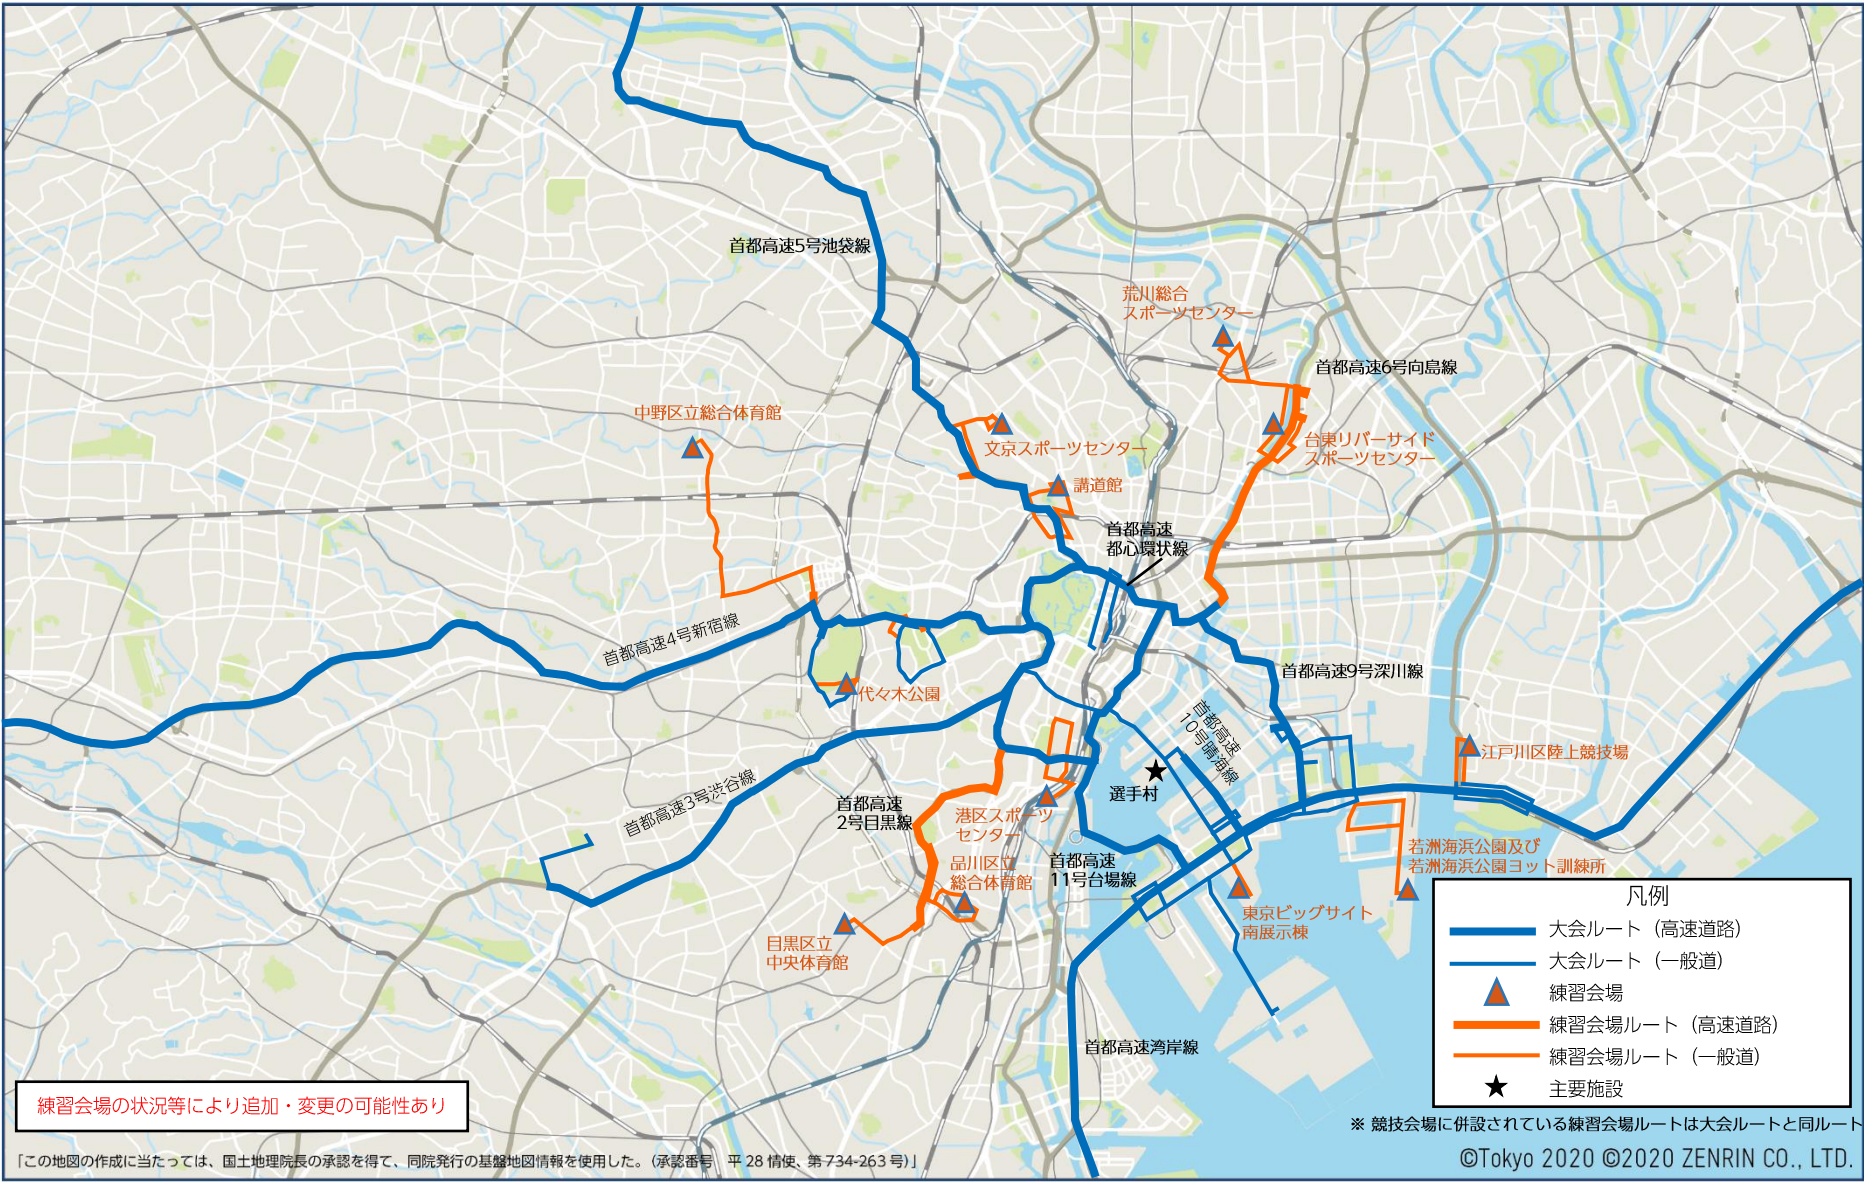 首都高速5号池袋線
荒川総合
スポーツセンター
首都高速6号向島線
中野区立総合体育館
文京スポーツセンター
台東リバーサイド
スポーツセンター
講道館
首都高速
都心環状線
首都高速4号新宿線
首都高速9号深川線
代々木公園
首都高速
10号晴海線
江戸川区陸上競技場
選手村
首都高速3号渋谷線
首都高速
2号目黒線
港区スポーツ
センター
品川区立
総合体育館
首都高速
11号台場線
若洲海浜公園及び
若洲海浜公園ヨット訓練所
東京ビッグサイト
南展示棟
目黒区立
中央体育館
首都高速湾岸線
凡例
大会ルート（高速道路）
大会ルート（一般道）
練習会場
練習会場ルート（高速道路）
練習会場ルート（一般道）
主要施設
練習会場の状況等により追加・変更の可能性あり
※ 競技会場に併設されている練習会場ルートは大会ルートと同ルート
「この地図の作成に当たっては、国土地理院長の承認を得て、同院発行の基盤地図情報を使用した。（承認番号　平 28 情使、第 734-263 号）」
©Tokyo 2020 ©2020 ZENRIN CO., LTD.